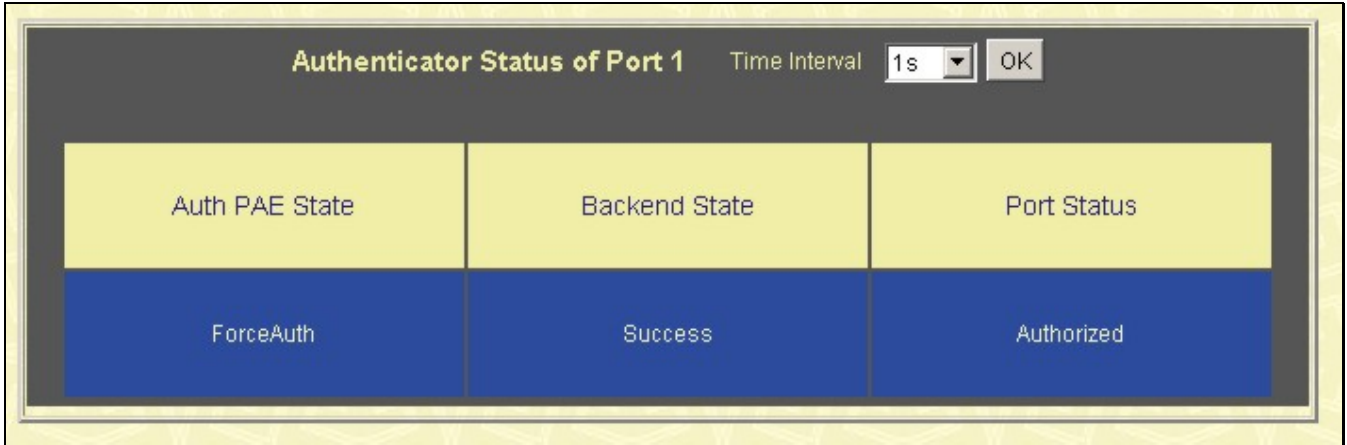 Authenticator Status of Port 1 Time Interval 1s OK
Auth PAE State Backend State Port Status
ForceAuth Success Authorized